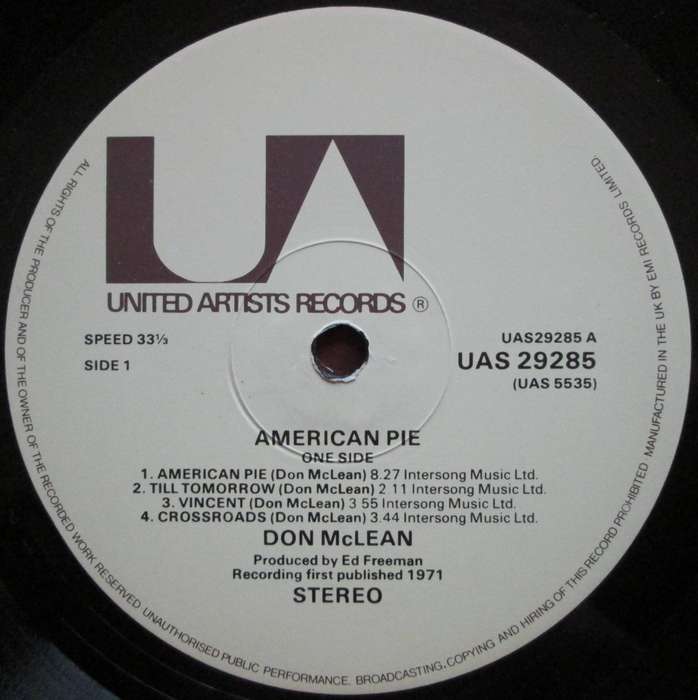 UA
UNITED ARTISTS RECORDS ®
SPEED 33⅓
SIDE 1
UAS29285 A
UAS 29285
(UAS 5535)
AMERICAN PIE
ONE SIDE
1. AMERICAN PIE (Don McLean) 8.27 Intersong Music Ltd.
2. TILL TOMORROW (Don McLean) 2 11 Intersong Music Ltd.
3. VINCENT (Don McLean) 3 55 Intersong Music Ltd.
4. CROSSROADS (Don McLean) 3.44 Intersong Music Ltd.
DON McLEAN
Produced by Ed Freeman
Recording first published 1971
STEREO
ALL RIGHTS OF THE PRODUCER AND OF THE OWNER OF THE RECORDED WORK RESERVED UNAUTHORISED PUBLIC PERFORMANCE. BROADCASTING, COPYING AND HIRING OF THIS RECORD PROHIBITED MANUFACTURED IN THE UK BY EMI RECORDS LIMITED.